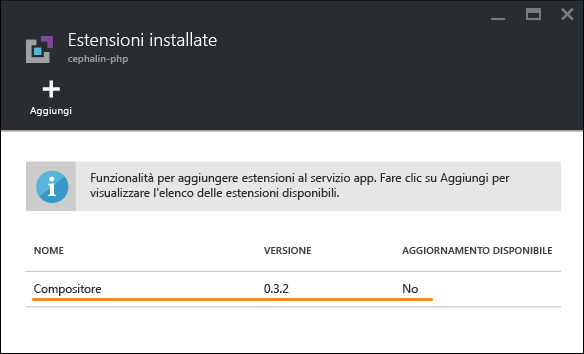 Estensioni installate
cephalin-php
Aggiungi
Funzionalità per aggiungere estensioni al servizio app. Fare clic su Aggiungi per
visualizzare l'elenco delle estensioni disponibili.
NOME VERSIONE AGGIORNAMENTO DISPONIBILE
Compositore 0.3.2 No